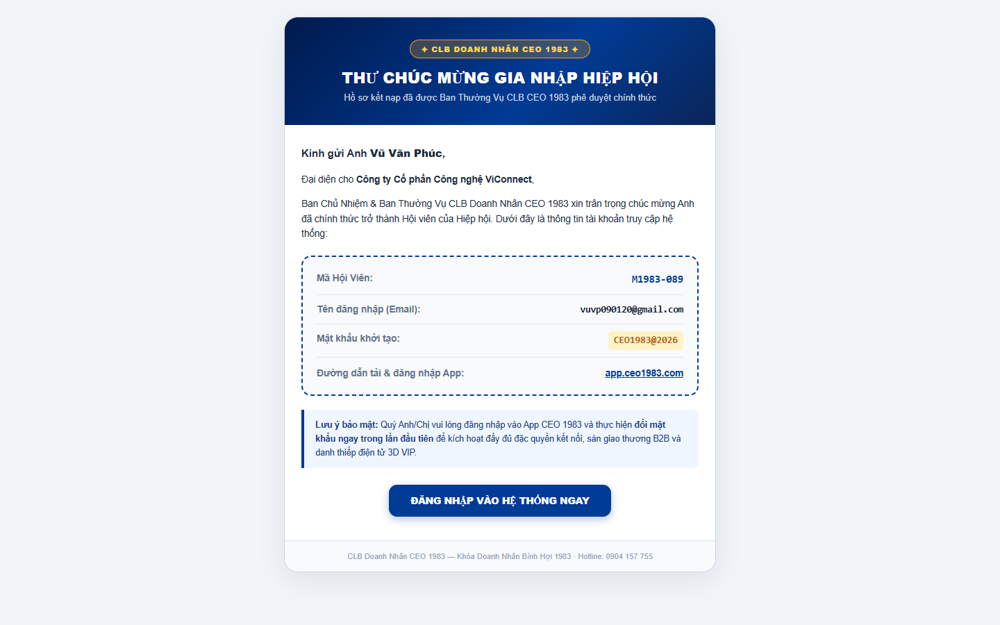 ✦ CLB DOANH NHÂN CEO 1983 ✦
THƯ CHÚC MỪNG GIA NHẬP HIỆP HỘI
Hồ sơ kết nạp đã được Ban Thường Vụ CLB CEO 1983 phê duyệt chính thức
Kính gửi Anh Vũ Văn Phúc,
Đại diện cho Công ty Cổ phần Công nghệ ViConnect,
Ban Chủ Nhiệm & Ban Thường Vụ CLB Doanh Nhân CEO 1983 xin trân trọng chúc mừng Anh
đã chính thức trở thành Hội viên của Hiệp hội. Dưới đây là thông tin tài khoản truy cập hệ
thống:
Mã Hội Viên: M1983-089
Tên đăng nhập (Email): vuvp090120@gmail.com
Mật khẩu khởi tạo: CEO1983@2026
Đường dẫn tải & đăng nhập App: app.ceo1983.com
Lưu ý bảo mật: Quý Anh/Chị vui lòng đăng nhập vào App CEO 1983 và thực hiện đổi mật
khẩu ngay trong lần đầu tiên để kích hoạt đầy đủ đặc quyền kết nối, sàn giao thương B2B và
danh thiếp điện tử 3D VIP.
ĐĂNG NHẬP VÀO HỆ THỐNG NGAY
CLB Doanh Nhân CEO 1983 — Khóa Doanh Nhân Bính Hợi 1983 · Hotline: 0904 157 755